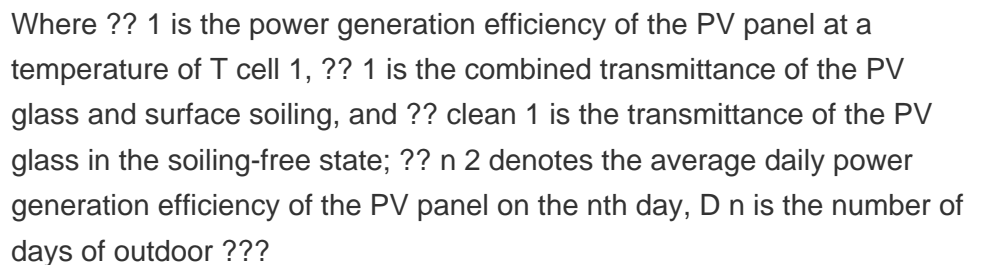 Where ?? 1 is the power generation efficiency of the PV panel at a
temperature of T cell 1, ?? 1 is the combined transmittance of the PV
glass and surface soiling, and ?? clean 1 is the transmittance of the PV
glass in the soiling-free state; ?? n 2 denotes the average daily power
generation efficiency of the PV panel on the nth day, D n is the number of
days of outdoor ???